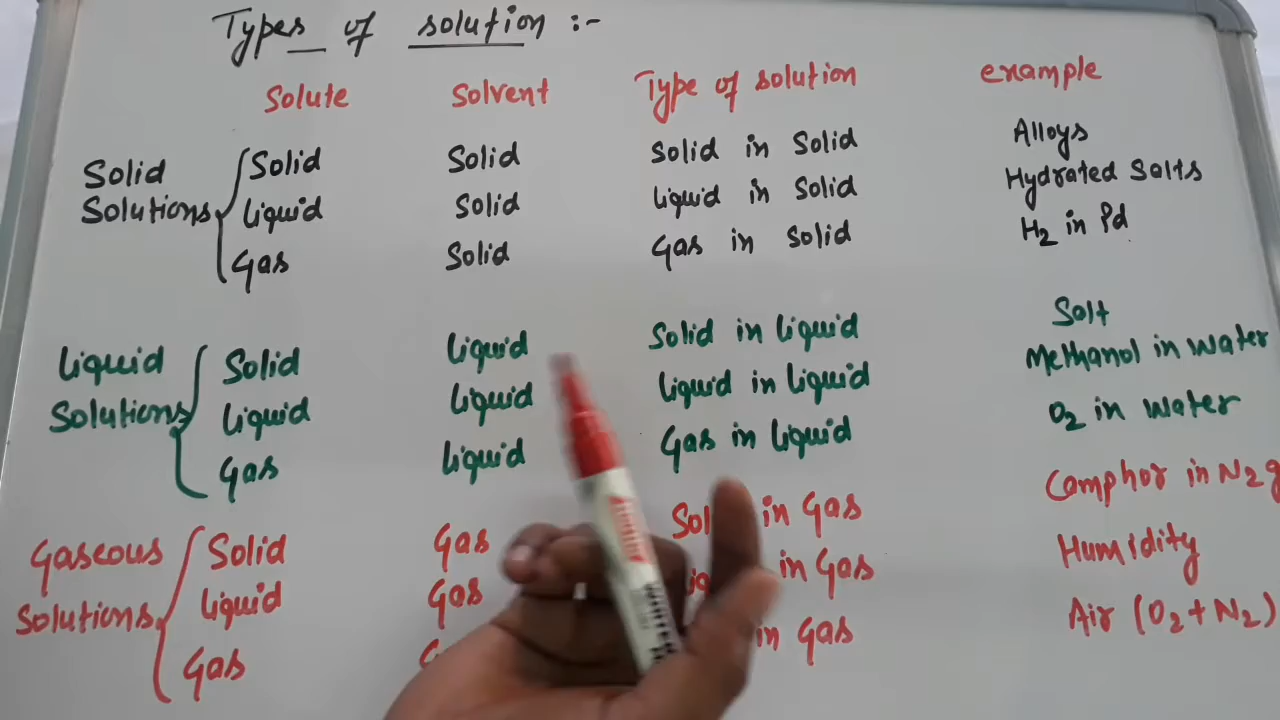 Types of solution :-
Solute Solvent Type of solution example
Solid Solutions
Solid Solid Solid in Solid Alloys
Liquid Solid Liquid in Solid Hydrated Salts
Gas Solid Gas in Solid H2 in Pd
Liquid Solutions
Solid Liquid Solid in Liquid Salt
Liquid Liquid Liquid in Liquid Methanol in Water
Gas Liquid Gas in Liquid O2 in Water
Gaseous Solutions
Solid Gas in Gas Camphor in N2 g
Liquid Gas in Gas Humidity
Gas in Gas Air (O2 + N2)